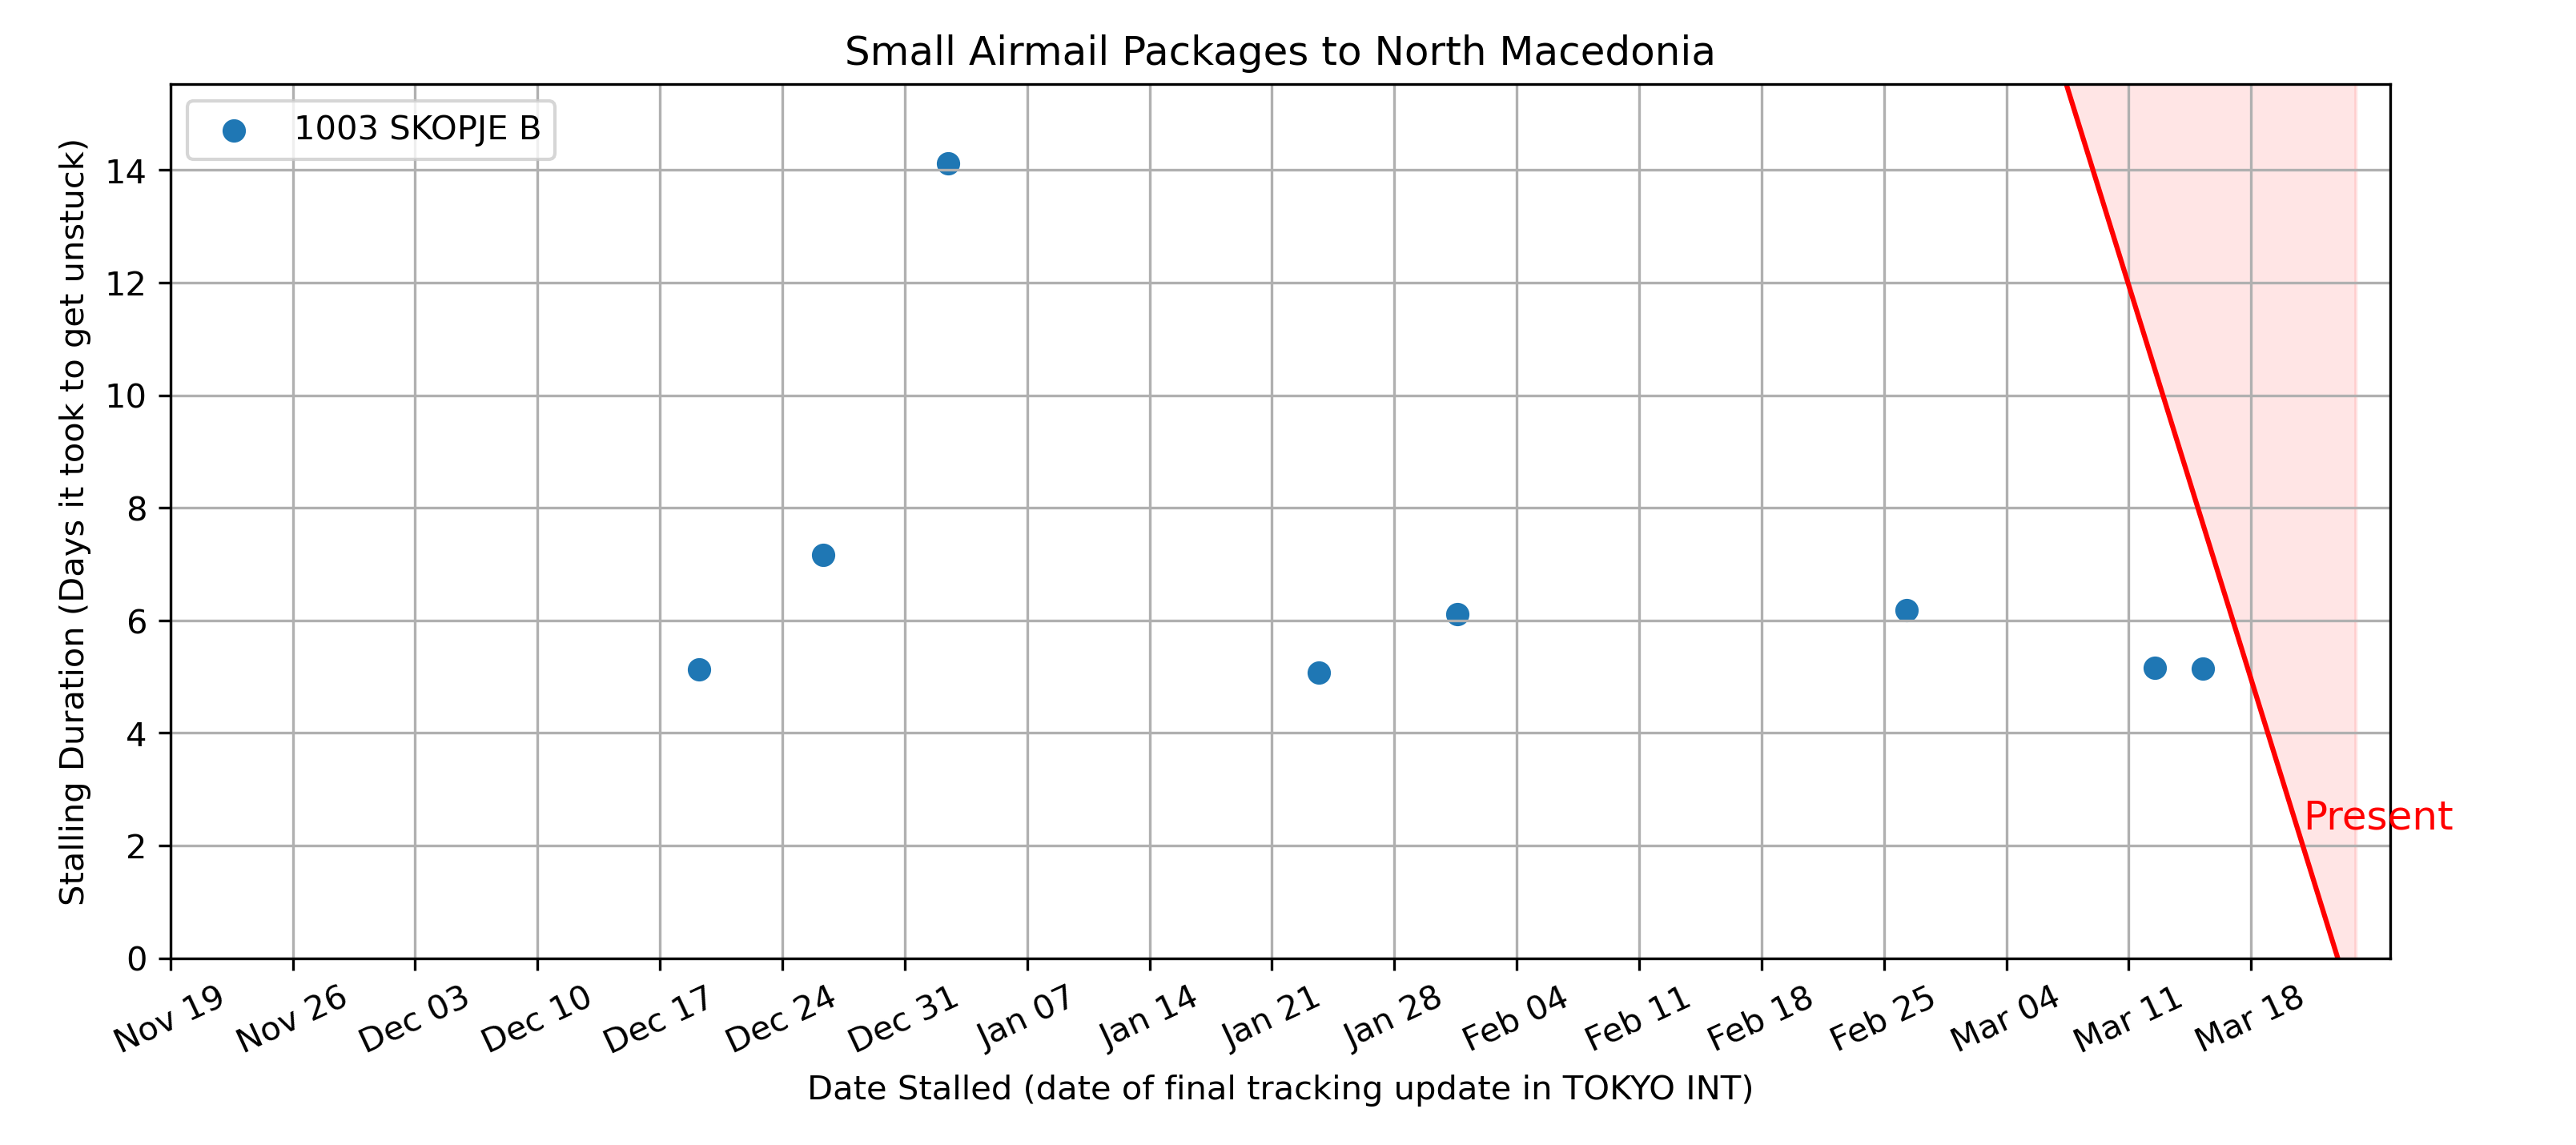 Small Airmail Packages to North Macedonia
1003 SKOPJE B
Stalling Duration (Days it took to get unstuck)
14
12
10
8
6
4
2
0
Present
Nov 19
Nov 26
Dec 03
Dec 10
Dec 17
Dec 24
Dec 31
Jan 07
Jan 14
Jan 21
Jan 28
Feb 04
Feb 11
Feb 18
Feb 25
Mar 04
Mar 11
Mar 18
Date Stalled (date of final tracking update in TOKYO INT)